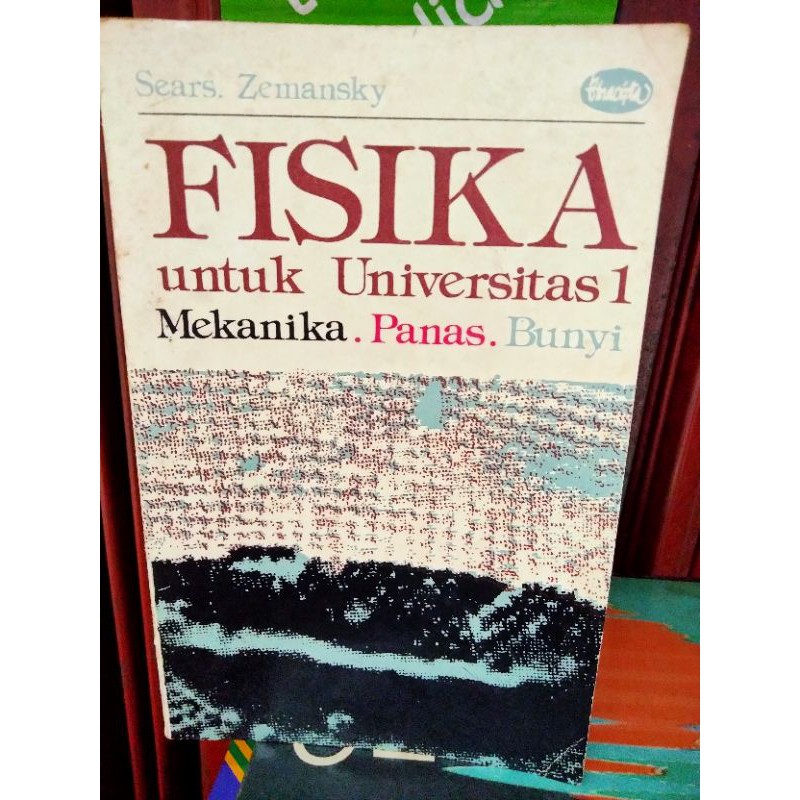 Sears. Zemansky
FISIKA
untuk Universitas 1
Mekanika. Panas. Bunyi